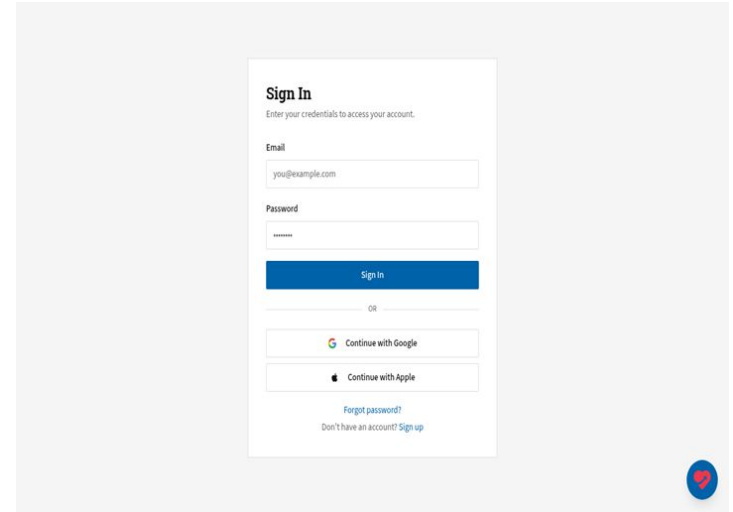 Sign In
Enter your credentials to access your account.
Email
you@example.com
Password
••••••••
Sign In
OR
Continue with Google
Continue with Apple
Forgot password?
Don't have an account? Sign up